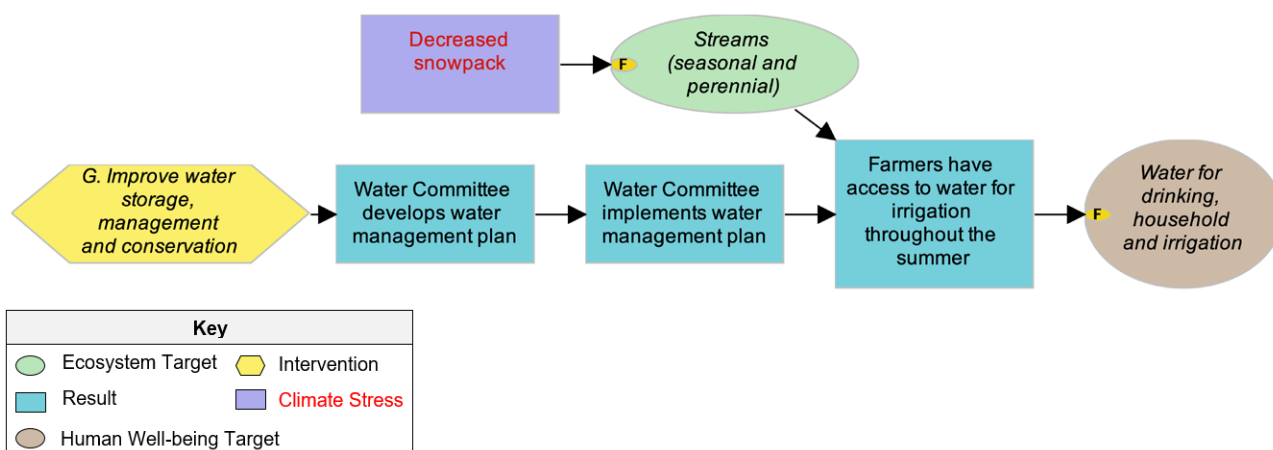 Decreased
snowpack
F
Streams
(seasonal and
perennial)
G. Improve water
storage,
management
and conservation
Water Committee
develops water
management plan
Water Committee
implements water
management plan
Farmers have
access to water for
irrigation
throughout the
summer
F
Water for
drinking,
household
and irrigation
Key
Ecosystem Target
Intervention
Result
Climate Stress
Human Well-being Target